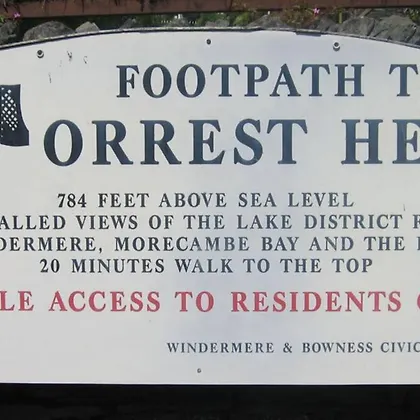 FOOTPATH T
ORREST HE
784 FEET ABOVE SEA LEVEL
ALLED VIEWS OF THE LAKE DISTRICT F
DERMERE, MORECAMBE BAY AND THE
20 MINUTES WALK TO THE TOP
LE ACCESS TO RESIDENTS
WINDERMERE & BOWNESS CIVIC